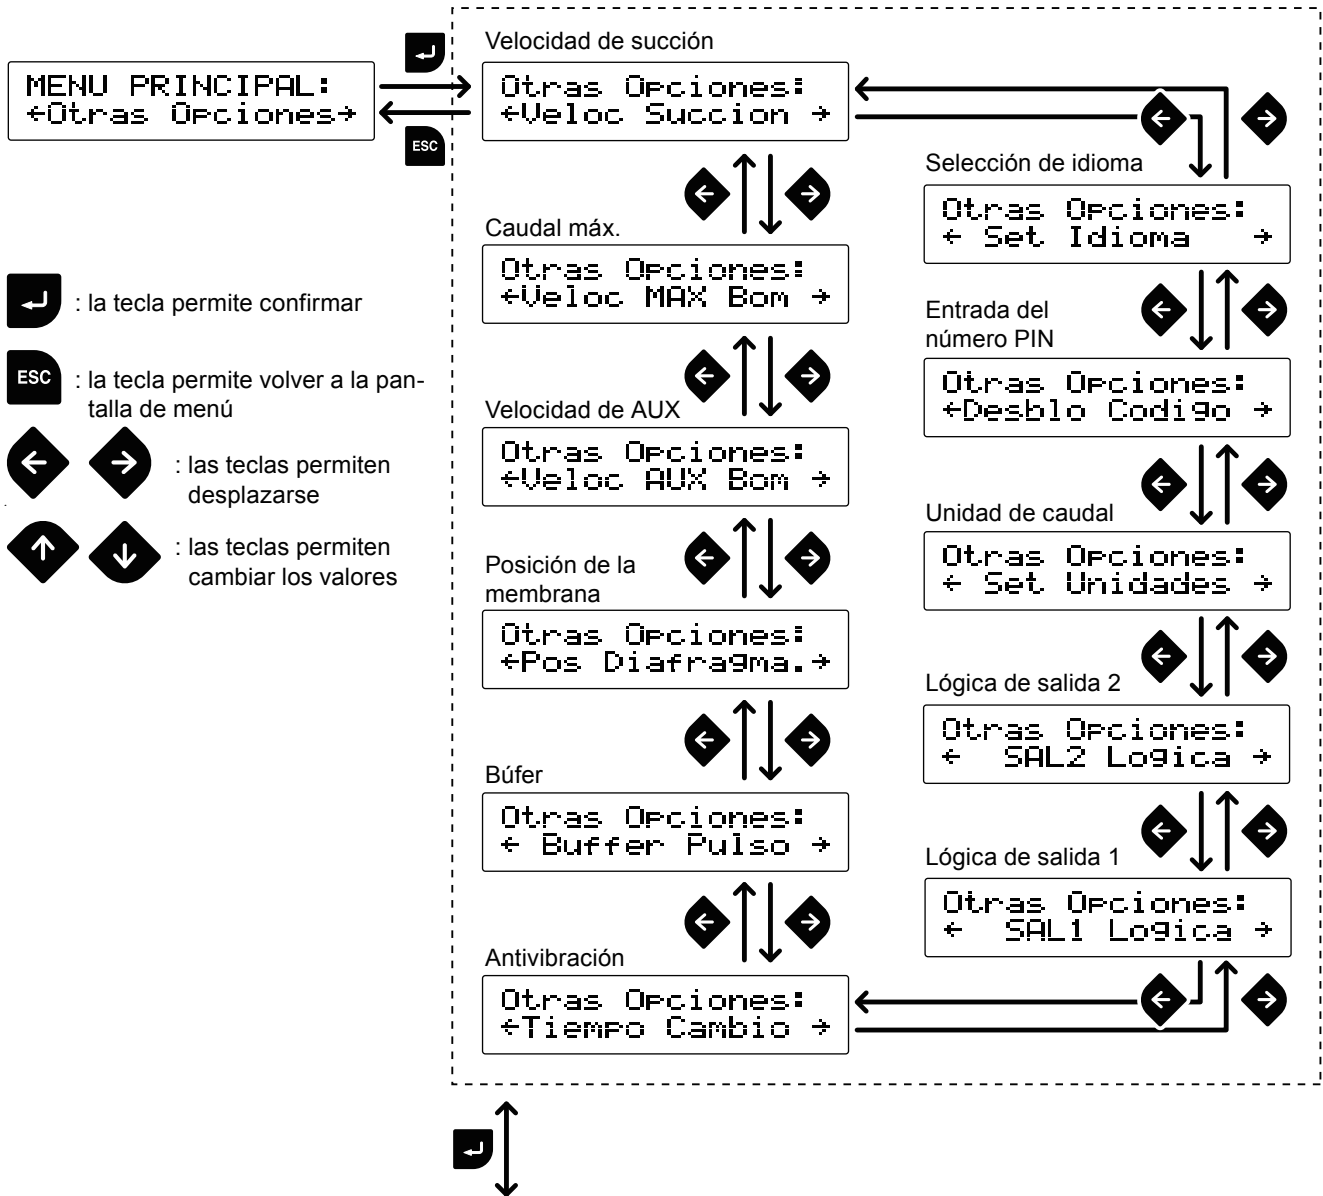 MENU PRINCIPAL:
←Otras Opciones→
ESC
: la tecla permite confirmar
ESC
: la tecla permite volver a la pan-
talla de menú
: las teclas permiten
desplazarse
: las teclas permiten
cambiar los valores
Velocidad de succión
Otras Opciones:
←Veloc Succion →
Caudal máx.
Otras Opciones:
←Veloc MAX Bom →
Velocidad de AUX
Otras Opciones:
←Veloc AUX Bom →
Posición de la
membrana
Otras Opciones:
←Pos Diafragma.→
Búfer
Otras Opciones:
← Buffer Pulso →
Antivibración
Otras Opciones:
←Tiempo Cambio →
Selección de idioma
Otras Opciones:
← Set Idioma →
Entrada del
número PIN
Otras Opciones:
←Desblo Codigo →
Unidad de caudal
Otras Opciones:
← Set Unidades →
Lógica de salida 2
Otras Opciones:
← SAL2 Logica →
Lógica de salida 1
Otras Opciones:
← SAL1 Logica →